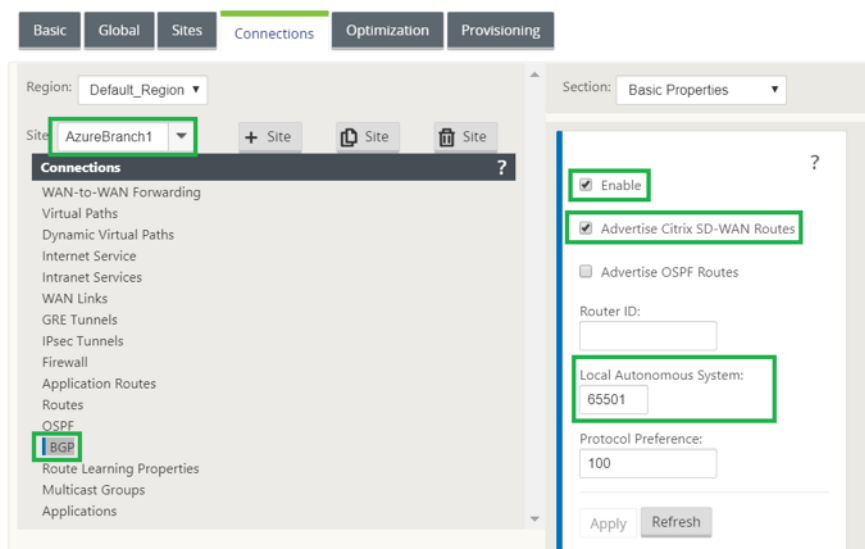 Basic Global Sites Connections Optimization Provisioning
Region: Default_Region
Site AzureBranch1 + Site Site Site
Connections ?
WAN-to-WAN Forwarding
Virtual Paths
Dynamic Virtual Paths
Internet Service
Intranet Services
WAN Links
GRE Tunnels
IPsec Tunnels
Firewall
Application Routes
Routes
OSPF
BGP
Route Learning Properties
Multicast Groups
Applications
Section: Basic Properties
?
Enable
Advertise Citrix SD-WAN Routes
Advertise OSPF Routes
Router ID:
Local Autonomous System:
65501
Protocol Preference:
100
Apply Refresh